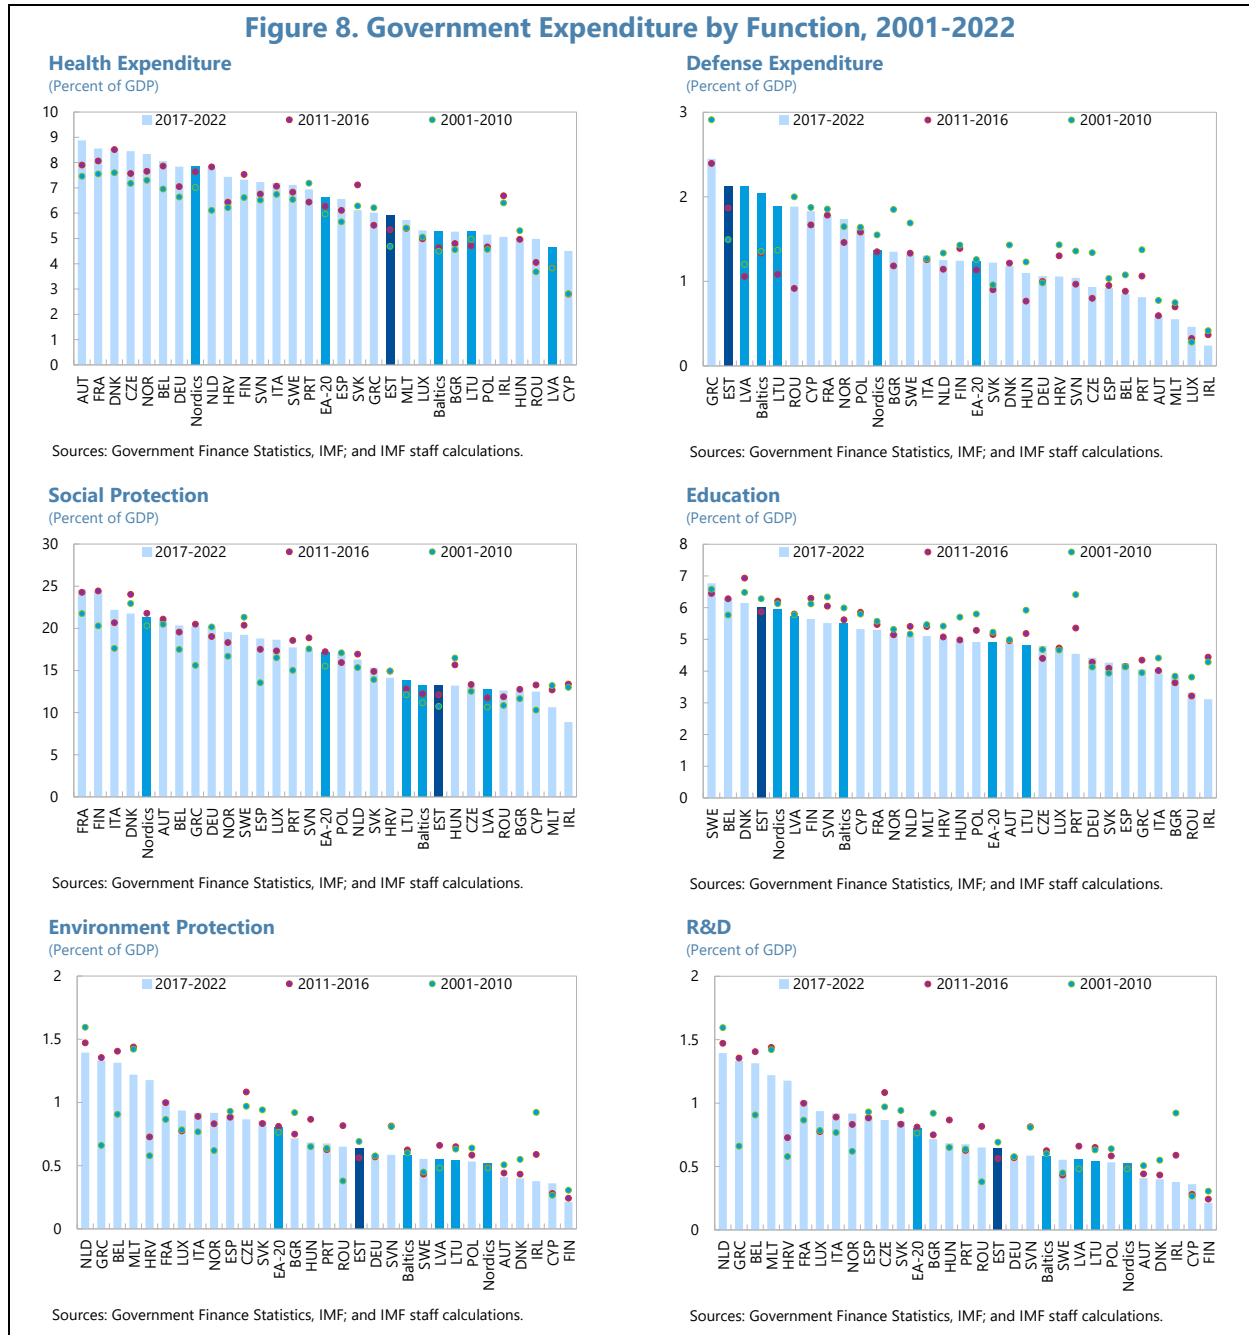 Figure 8. Government Expenditure by Function, 2001-2022
Health Expenditure
(Percent of GDP)
10
9
8
7
6
5
4
3
2
1
0
2017-2022 2011-2016 2001-2010
AUT FRA DNK CZE NOR BEL DEU Nordics NLD HRV FIN SVN ITA SWE PRT EA-20 ESP SVK GRC EST MLT LUX Baltics BGR LTU POL IRL HUN ROU LVA CYP
Sources: Government Finance Statistics, IMF; and IMF staff calculations.
Defense Expenditure
(Percent of GDP)
3
2
1
0
2017-2022 2011-2016 2001-2010
GRC EST LVA Baltics LTU ROU CYP FRA NOR POL Nordics BGR SWE ITA NLD FIN EA-20 SVK DNK HUN DEU HRV SVN CZE ESP BEL PRT AUT MLT LUX IRL
Sources: Government Finance Statistics, IMF; and IMF staff calculations.
Social Protection
(Percent of GDP)
30
25
20
15
10
5
0
2017-2022 2011-2016 2001-2010
FRA FIN ITA DNK Nordics AUT BEL GRC DEU NOR SWE ESP LUX PRT SVN EA-20 POL NLD SVK HRV LTU Baltics EST HUN CZE LVA ROU BGR CYP MLT IRL
Sources: Government Finance Statistics, IMF; and IMF staff calculations.
Education
(Percent of GDP)
8
7
6
5
4
3
2
1
0
2017-2022 2011-2016 2001-2010
SWE BEL DNK EST Nordics LVA FIN SVN Baltics CYP FRA NOR NLD MLT HRV HUN POL EA-20 AUT LTU CZE LUX PRT DEU SVK ESP GRC ITA BGR ROU IRL
Sources: Government Finance Statistics, IMF; and IMF staff calculations.
Environment Protection
(Percent of GDP)
2
1.5
1
0.5
0
2017-2022 2011-2016 2001-2010
NLD GRC BEL MLT HRV FRA LUX ITA NOR ESP CZE SVK EA-20 BGR HUN PRT ROU EST DEU SVN Baltics SWE LVA LTU POL Nordics AUT DNK IRL CYP FIN
Sources: Government Finance Statistics, IMF; and IMF staff calculations.
R&D
(Percent of GDP)
2
1.5
1
0.5
0
2017-2022 2011-2016 2001-2010
NLD GRC BEL MLT HRV FRA LUX ITA NOR ESP CZE SVK EA-20 BGR HUN PRT ROU EST DEU SVN Baltics SWE LVA LTU POL Nordics AUT DNK IRL CYP FIN
Sources: Government Finance Statistics, IMF; and IMF staff calculations.